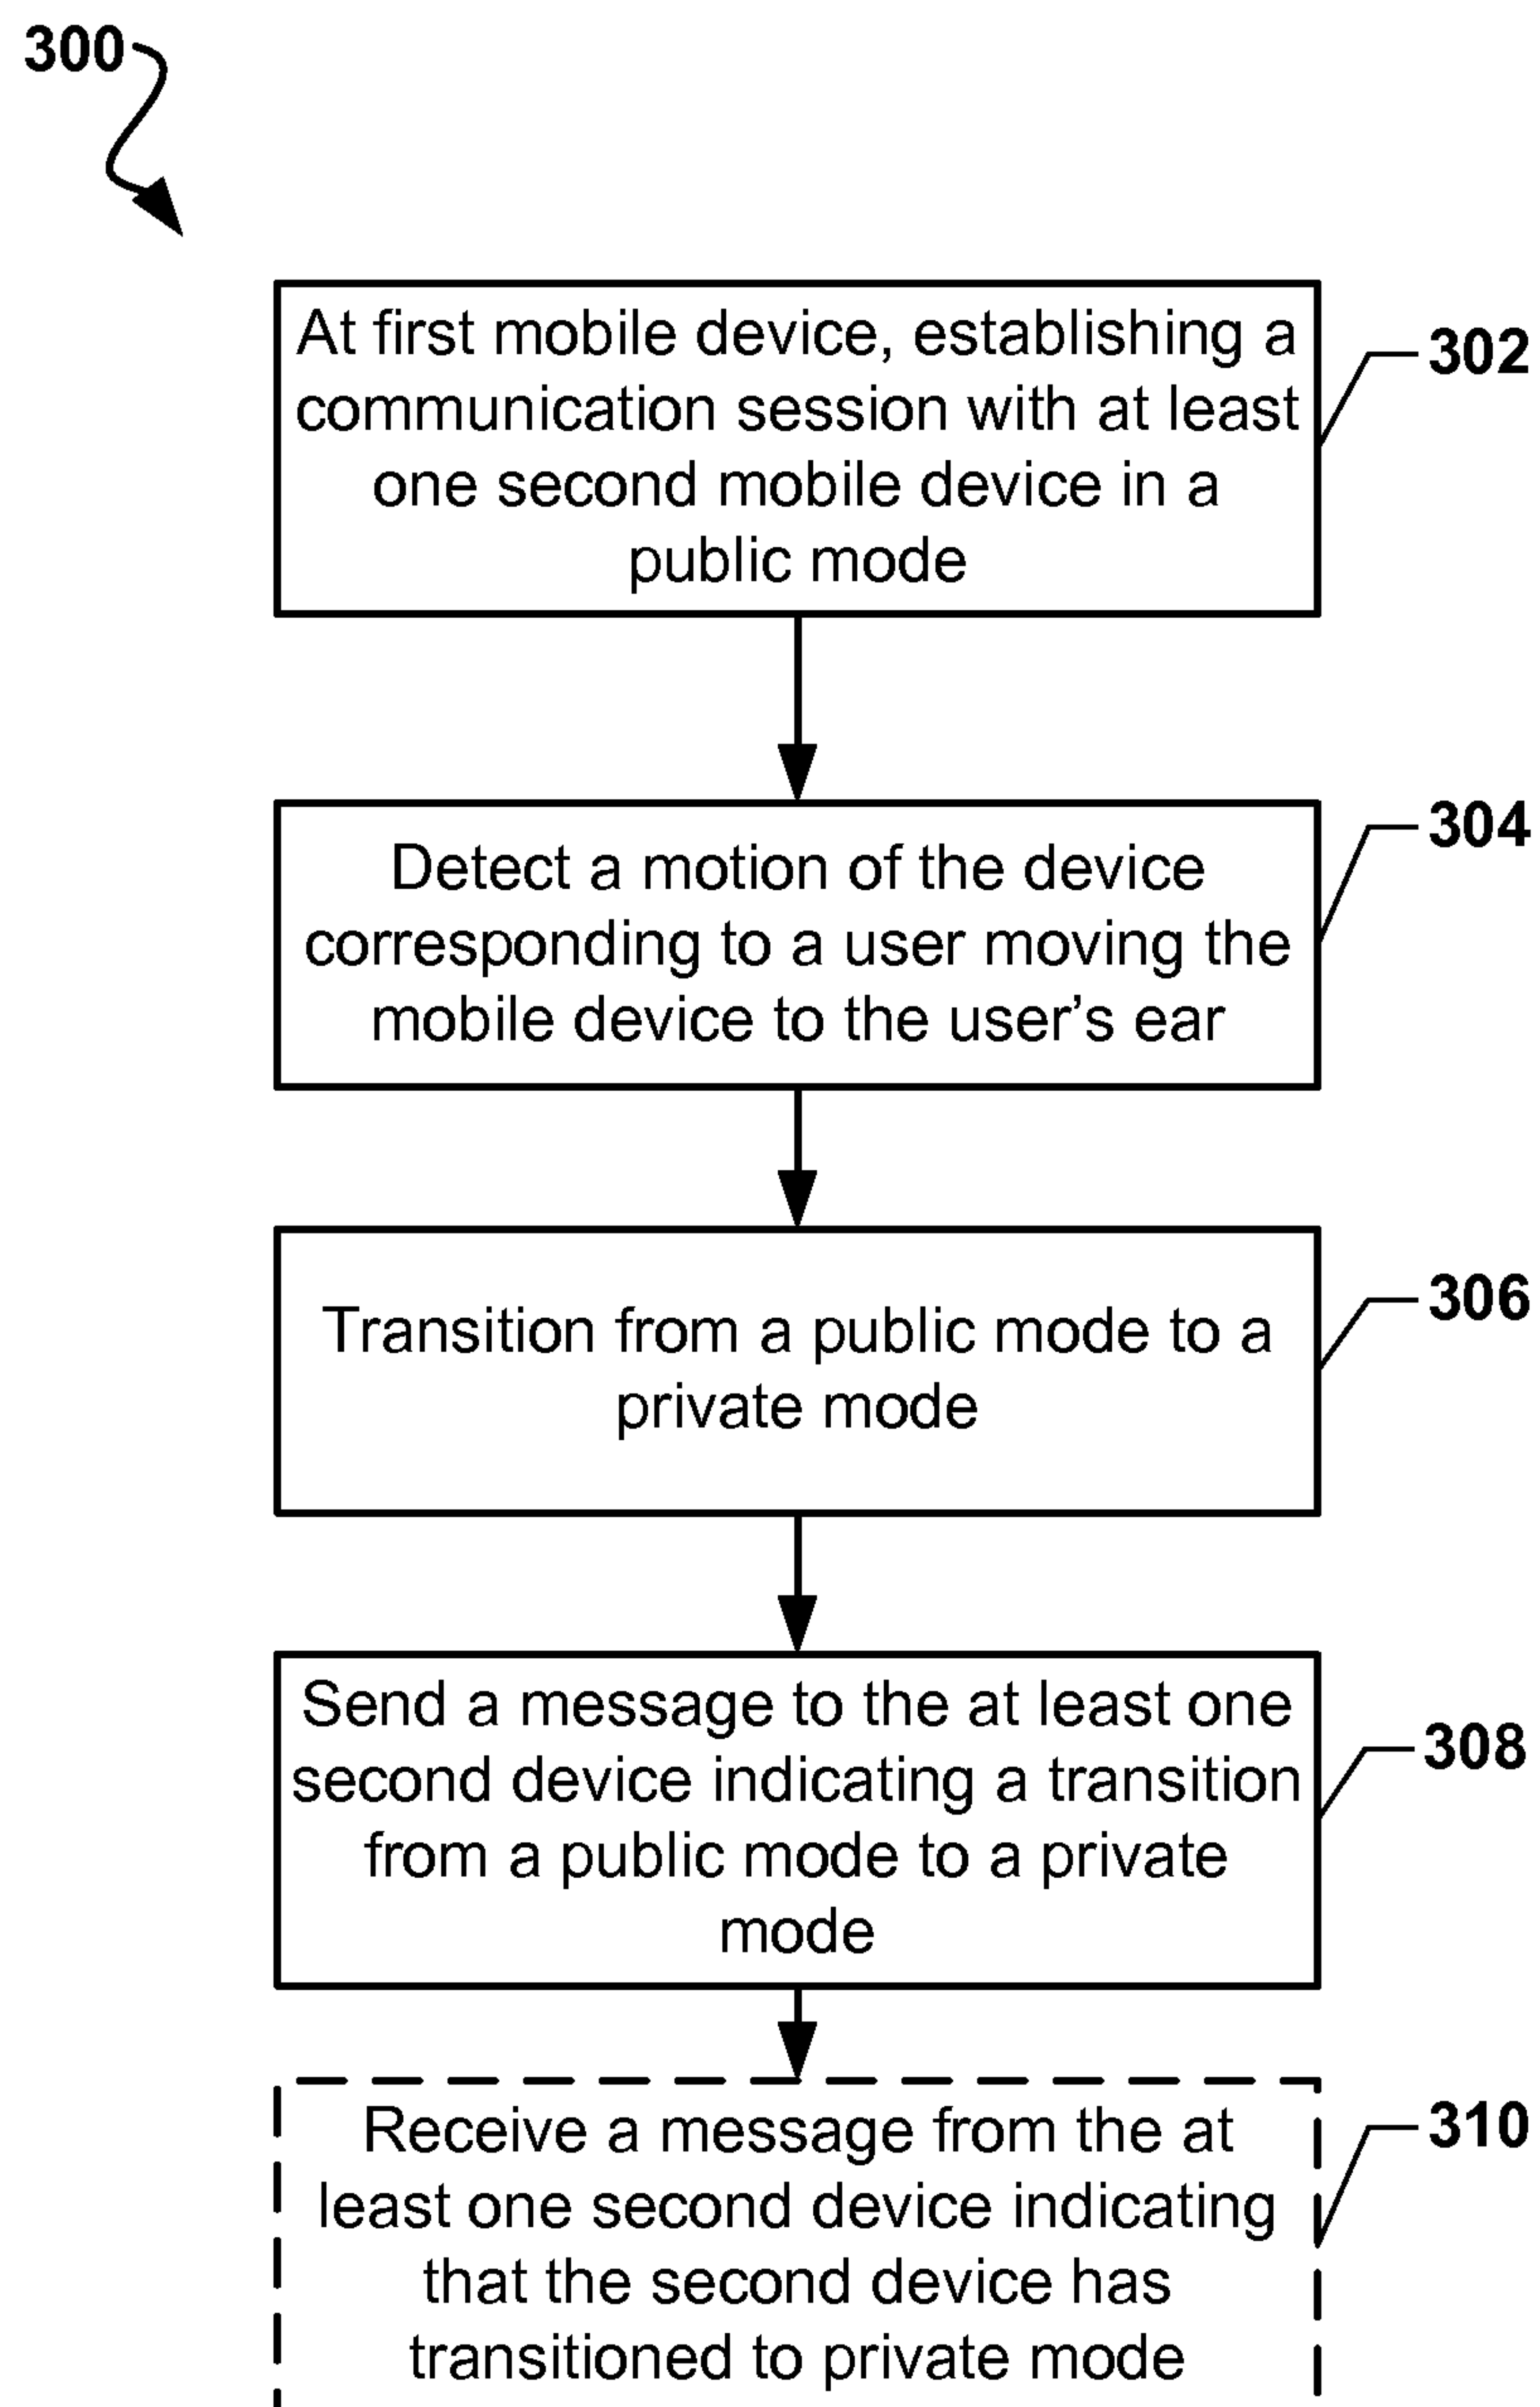 300
At first mobile device, establishing a
communication session with at least
one second mobile device in a
public mode
302
Detect a motion of the device
corresponding to a user moving the
mobile device to the user’s ear
304
Transition from a public mode to a
private mode
306
Send a message to the at least one
second device indicating a transition
from a public mode to a private
mode
308
Receive a message from the at
least one second device indicating
that the second device has
transitioned to private mode
310